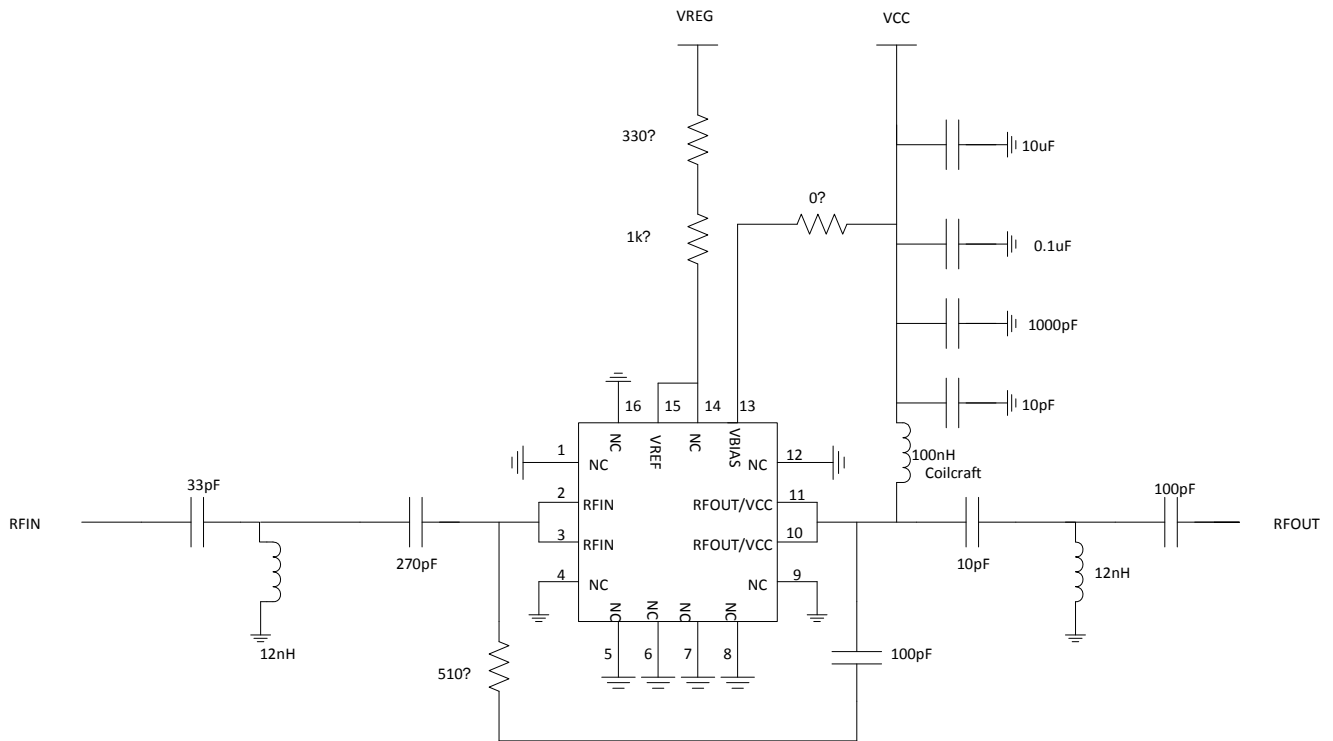 VREG
VCC
330?
10uF
0?
1k?
0.1uF
1000pF
10pF
16
15
14
13
NC
VREF
NC
VBIAS
1
NC
NC
12
100nH
Coilcraft
33pF
2
RFIN
RFOUT/VCC
11
100pF
RFIN
RFOUT
3
RFIN
RFOUT/VCC
10
270pF
10pF
12nH
4
NC
NC
9
NC
NC
NC
NC
12nH
5
6
7
8
100pF
510?